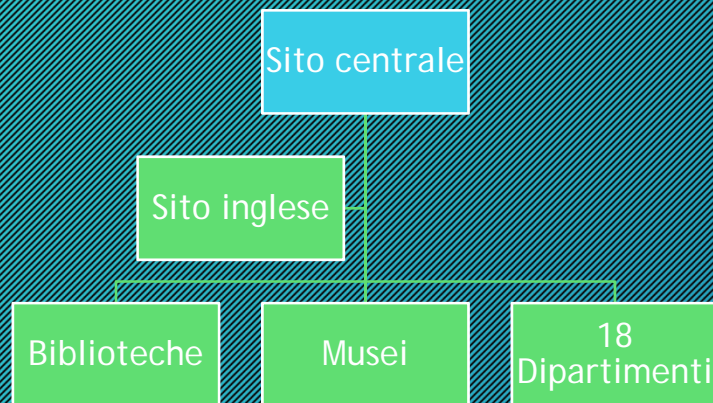 Sito centrale
Sito inglese
Biblioteche
Musei
18
Dipartimenti